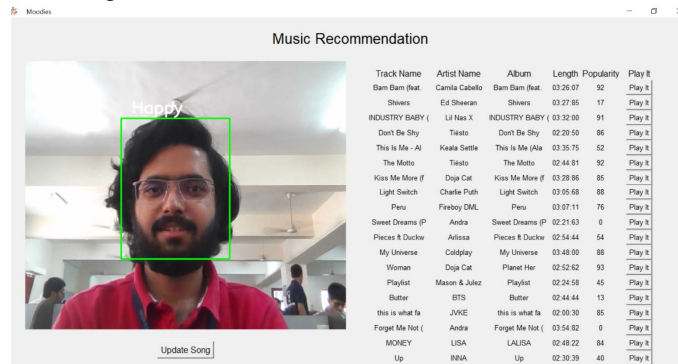 Moodies
Music Recommendation
Happy
Update Song
Track Name Artist Name Album Length Popularity Play It
Bam Bam (feat. Camila Cabello Bam Bam (feat. 03:26:07 92 Play It
Shivers Ed Sheeran Shivers 03:27:85 17 Play It
INDUSTRY BABY ( Lil Nas X INDUSTRY BABY ( 03:32:00 91 Play It
Don't Be Shy Tiësto Don't Be Shy 02:20:50 86 Play It
This Is Me - Al Keala Settle This Is Me (Ala 03:35:75 52 Play It
The Motto Tiësto The Motto 02:44:81 92 Play It
Kiss Me More (f Doja Cat Kiss Me More (f 03:28:86 85 Play It
Light Switch Charlie Puth Light Switch 03:05:68 88 Play It
Peru Fireboy DML Peru 03:07:11 76 Play It
Sweet Dreams (P Andra Sweet Dreams (P 02:21:63 0 Play It
Pieces ft Duckw Arlissa Pieces ft Duckw 02:54:44 54 Play It
My Universe Coldplay My Universe 03:48:00 88 Play It
Woman Doja Cat Planet Her 02:52:62 93 Play It
Playlist Mason & Julez Playlist 02:24:58 45 Play It
Butter BTS Butter 02:44:44 13 Play It
this is what fa JVKE this is what fa 02:00:30 85 Play It
Forget Me Not ( Andra Forget Me Not ( 03:54:82 0 Play It
MONEY LISA LALISA 02:48:22 84 Play It
Up INNA Up 02:30:39 40 Play It